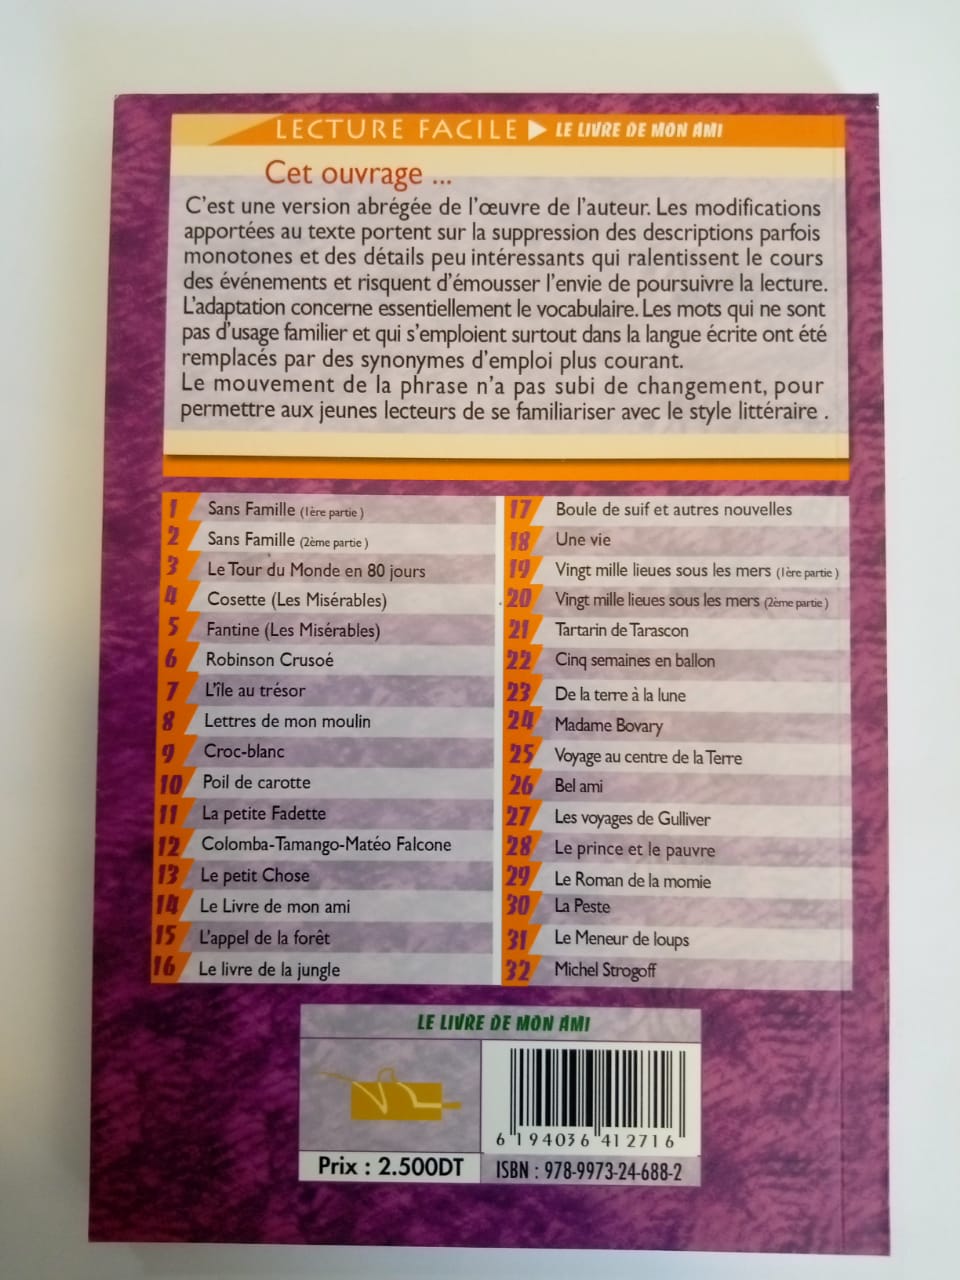 LECTURE FACILE ▶ LE LIVRE DE MON AMI
Cet ouvrage ...
C'est une version abrégée de l'œuvre de l'auteur. Les modifications
apportées au texte portent sur la suppression des descriptions parfois
monotones et des détails peu intéressants qui ralentissent le cours
des événements et risquent d'émousser l'envie de poursuivre la lecture.
L'adaptation concerne essentiellement le vocabulaire. Les mots qui ne sont
pas d'usage familier et qui s'emploient surtout dans la langue écrite ont été
remplacés par des synonymes d'emploi plus courant.
Le mouvement de la phrase n'a pas subi de changement, pour
permettre aux jeunes lecteurs de se familiariser avec le style littéraire .
1 Sans Famille (1ère partie )
2 Sans Famille (2ème partie )
3 Le Tour du Monde en 80 jours
4 Cosette (Les Misérables)
5 Fantine (Les Misérables)
6 Robinson Crusoé
7 L'île au trésor
8 Lettres de mon moulin
9 Croc-blanc
10 Poil de carotte
11 La petite Fadette
12 Colomba-Tamango-Matéo Falcone
13 Le petit Chose
14 Le Livre de mon ami
15 L'appel de la forêt
16 Le livre de la jungle
17 Boule de suif et autres nouvelles
18 Une vie
19 Vingt mille lieues sous les mers (1ère partie )
20 Vingt mille lieues sous les mers (2ème partie )
21 Tartarin de Tarascon
22 Cinq semaines en ballon
23 De la terre à la lune
24 Madame Bovary
25 Voyage au centre de la Terre
26 Bel ami
27 Les voyages de Gulliver
28 Le prince et le pauvre
29 Le Roman de la momie
30 La Peste
31 Le Meneur de loups
32 Michel Strogoff
LE LIVRE DE MON AMI
6 194036 412716
Prix : 2.500DT
ISBN : 978-9973-24-688-2